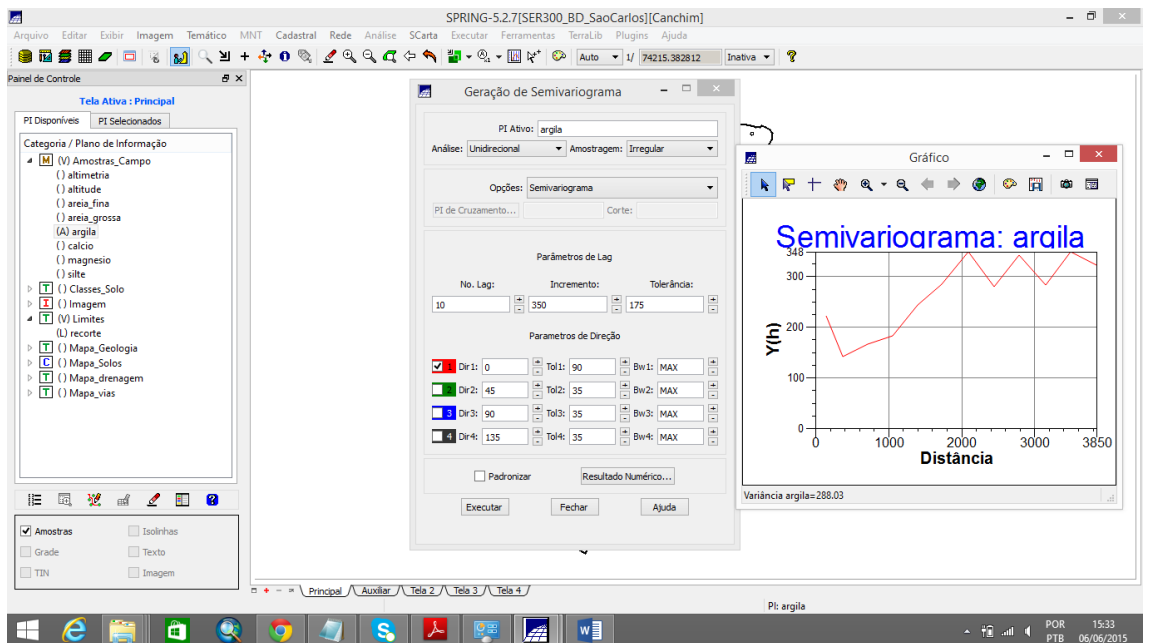 SPRING-5.2.7[SER300_BD_SaoCarlos][Canchim]
Arquivo Editar Exibir Imagem Temático MNT Cadastral Rede Análise SCarta Executar Ferramentas TerraLib Plugins Ajuda
Auto 1/ 74215.382812 Inativa
Painel de Controle
Tela Ativa : Principal
PI Disponíveis PI Selecionados
Categoria / Plano de Informação
M (V) Amostras_Campo
() altimetria
() altitude
() areia_fina
() areia_grossa
(A) argila
() calcio
() magnesio
() silte
T () Classes_Solo
I () Imagem
T (V) Limites
(L) recorte
T () Mapa_Geologia
C () Mapa_Solos
T () Mapa_drenagem
T () Mapa_vias
Amostras Isolinhas
Grade Texto
TIN Imagem
Geração de Semivariograma
PI Ativo: argila
Análise: Unidirecional Amostragem: Irregular
Opções: Semivariograma
PI de Cruzamento... Corte:
Parâmetros de Lag
No. Lag: Incremento: Tolerância:
10 350 175
Parametros de Direção
1 Dir1: 0 Tol1: 90 Bw1: MAX
2 Dir2: 45 Tol2: 35 Bw2: MAX
3 Dir3: 90 Tol3: 35 Bw3: MAX
4 Dir4: 135 Tol4: 35 Bw4: MAX
Padronizar Resultado Numérico...
Executar Fechar Ajuda
Gráfico
Semivariograma: argila
348
300
200
100
0
Y(h)
0 1000 2000 3000 3850
Distância
Variância argila=288.03
Principal Auxiliar Tela 2 Tela 3 Tela 4
PI: argila
POR 15:33
PTB 06/06/2015